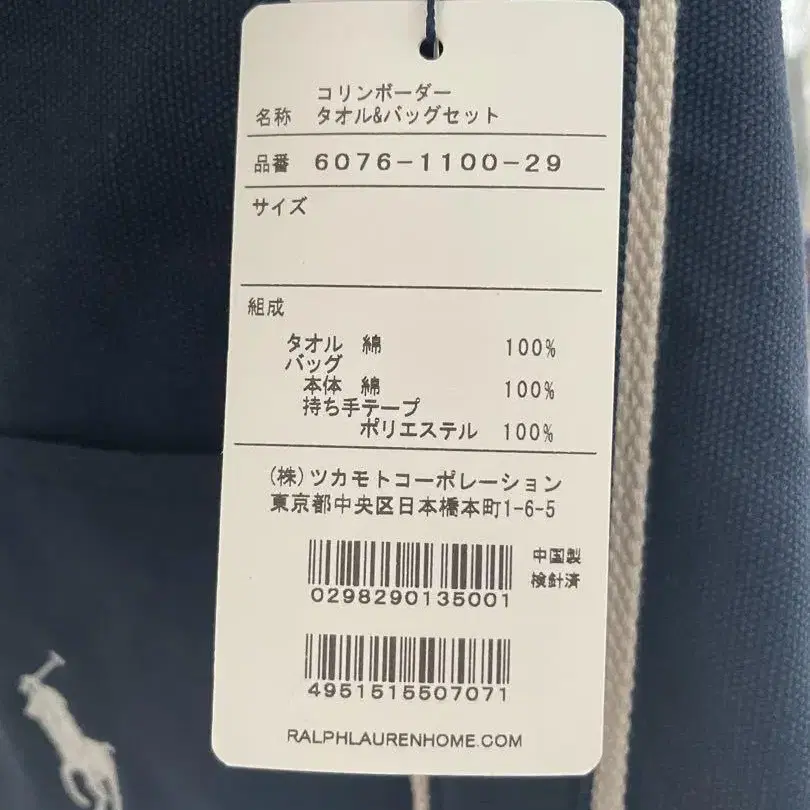 コリンボーダー
名称 タオル&バッグセット
品番 6076-1100-29
サイズ
組成
タオル 綿 100%
バッグ
本体 綿 100%
持ち手テープ
ポリエステル 100%
(株)ツカモトコーポレーション
東京都中央区日本橋本町1-6-5
中国製
検針済
0298290135001
4951515507071
RALPHLAURENHOME.COM